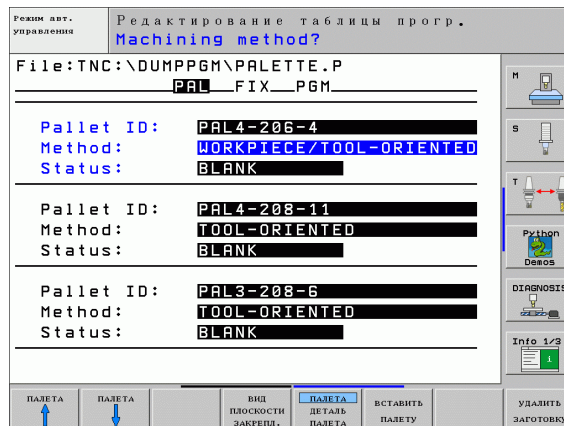 Режим авт.
управления
Редактирование таблицы прогр.
Machining method?
File:TNC:\DUMPPGM\PALETTE.P
PAL FIX PGM
Pallet ID: PAL4-206-4
Method: WORKPIECE/TOOL-ORIENTED
Status: BLANK
Pallet ID: PAL4-208-11
Method: TOOL-ORIENTED
Status: BLANK
Pallet ID: PAL3-208-6
Method: TOOL-ORIENTED
Status: BLANK
M
S
T
Python
Demos
DIAGNOSIS
Info 1/3
ПАЛЕТА
ПАЛЕТА
ВИД
ПЛОСКОСТИ
ЗАКРЕПЛ.
ПАЛЕТА
ДЕТАЛЬ
ПАЛЕТА
ВСТАВИТЬ
ПАЛЕТУ
УДАЛИТЬ
ЗАГОТОВКУ